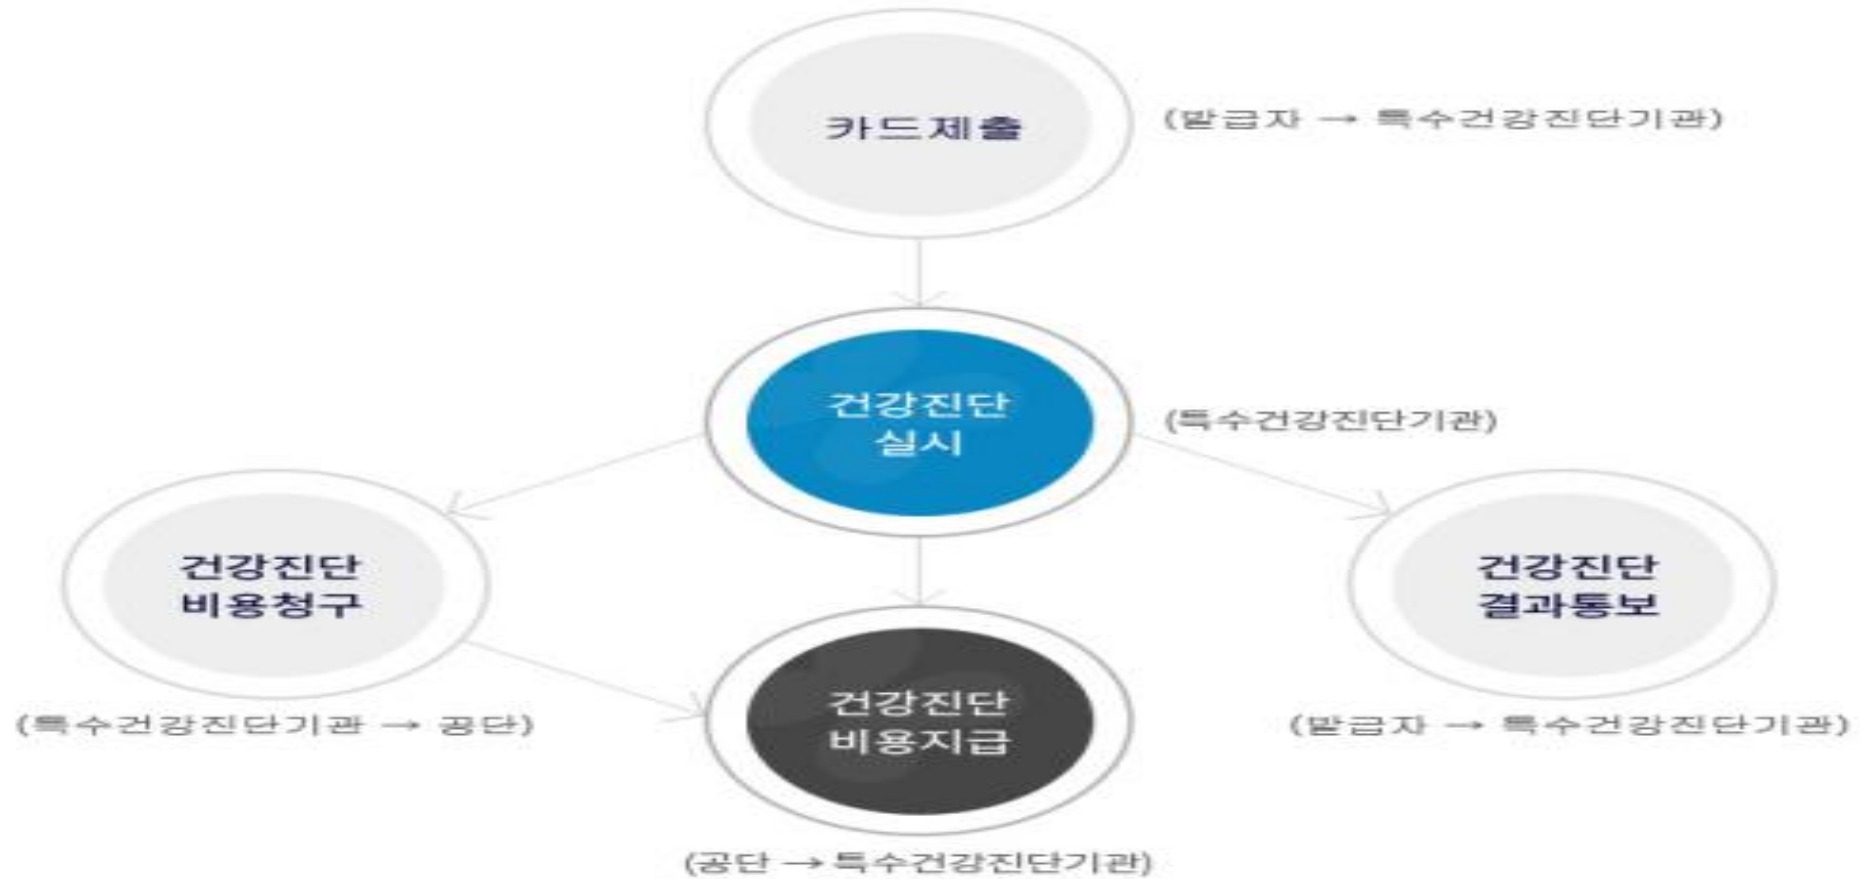 카드제출
(발급자 → 특수건강진단기관)
건강진단
실시
(특수건강진단기관)
건강진단
비용청구
(특수건강진단기관 → 공단)
건강진단
결과통보
(발급자 → 특수건강진단기관)
건강진단
비용지급
(공단 → 특수건강진단기관)